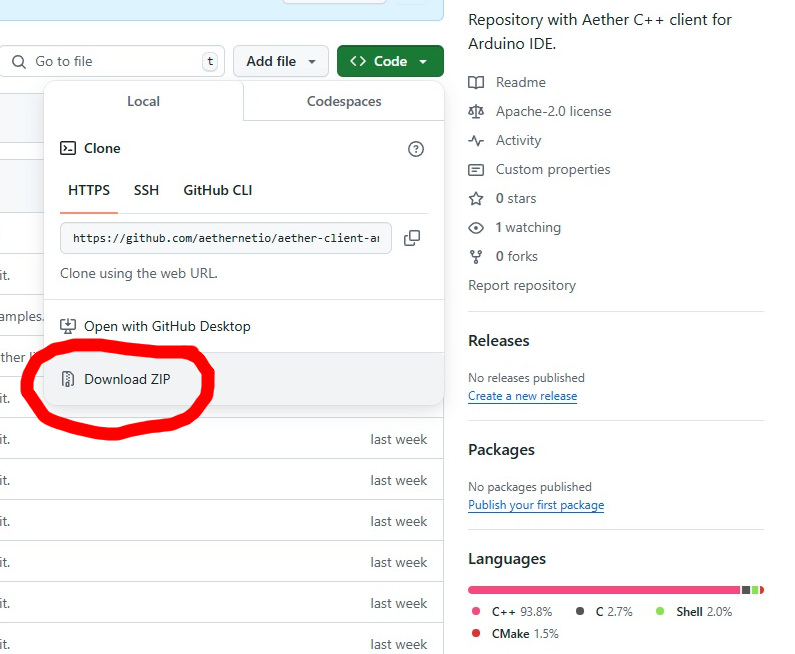 Go to file
t
Add file
Code
Local
Codespaces
Clone
HTTPS
SSH
GitHub CLI
https://github.com/aethernetio/aether-client-a
Clone using the web URL.
Open with GitHub Desktop
Download ZIP
it.
amples.
ther
it.
it. last week
it. last week
it. last week
it. last week
it. last week
it. last week
Repository with Aether C++ client for
Arduino IDE.
Readme
Apache-2.0 license
Activity
Custom properties
0 stars
1 watching
0 forks
Report repository
Releases
No releases published
Create a new release
Packages
No packages published
Publish your first package
Languages
C++ 93.8%
C 2.7%
Shell 2.0%
CMake 1.5%